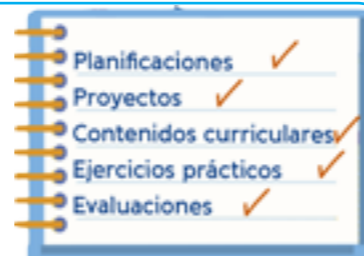 Planificaciones
Proyectos
Contenidos curriculares
Ejercicios prácticos
Evaluaciones